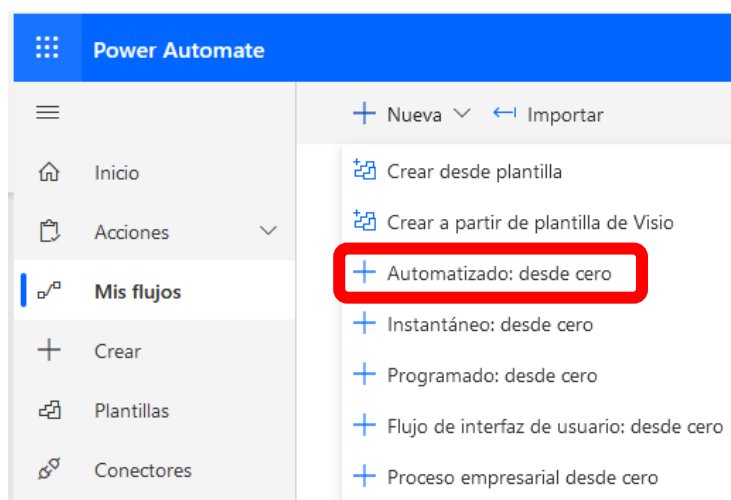 Power Automate
Nueva
Importar
Inicio
Acciones
Mis flujos
Crear
Plantillas
Conectores
Crear desde plantilla
Crear a partir de plantilla de Visio
Automatizado: desde cero
Instantáneo: desde cero
Programado: desde cero
Flujo de interfaz de usuario: desde cero
Proceso empresarial desde cero